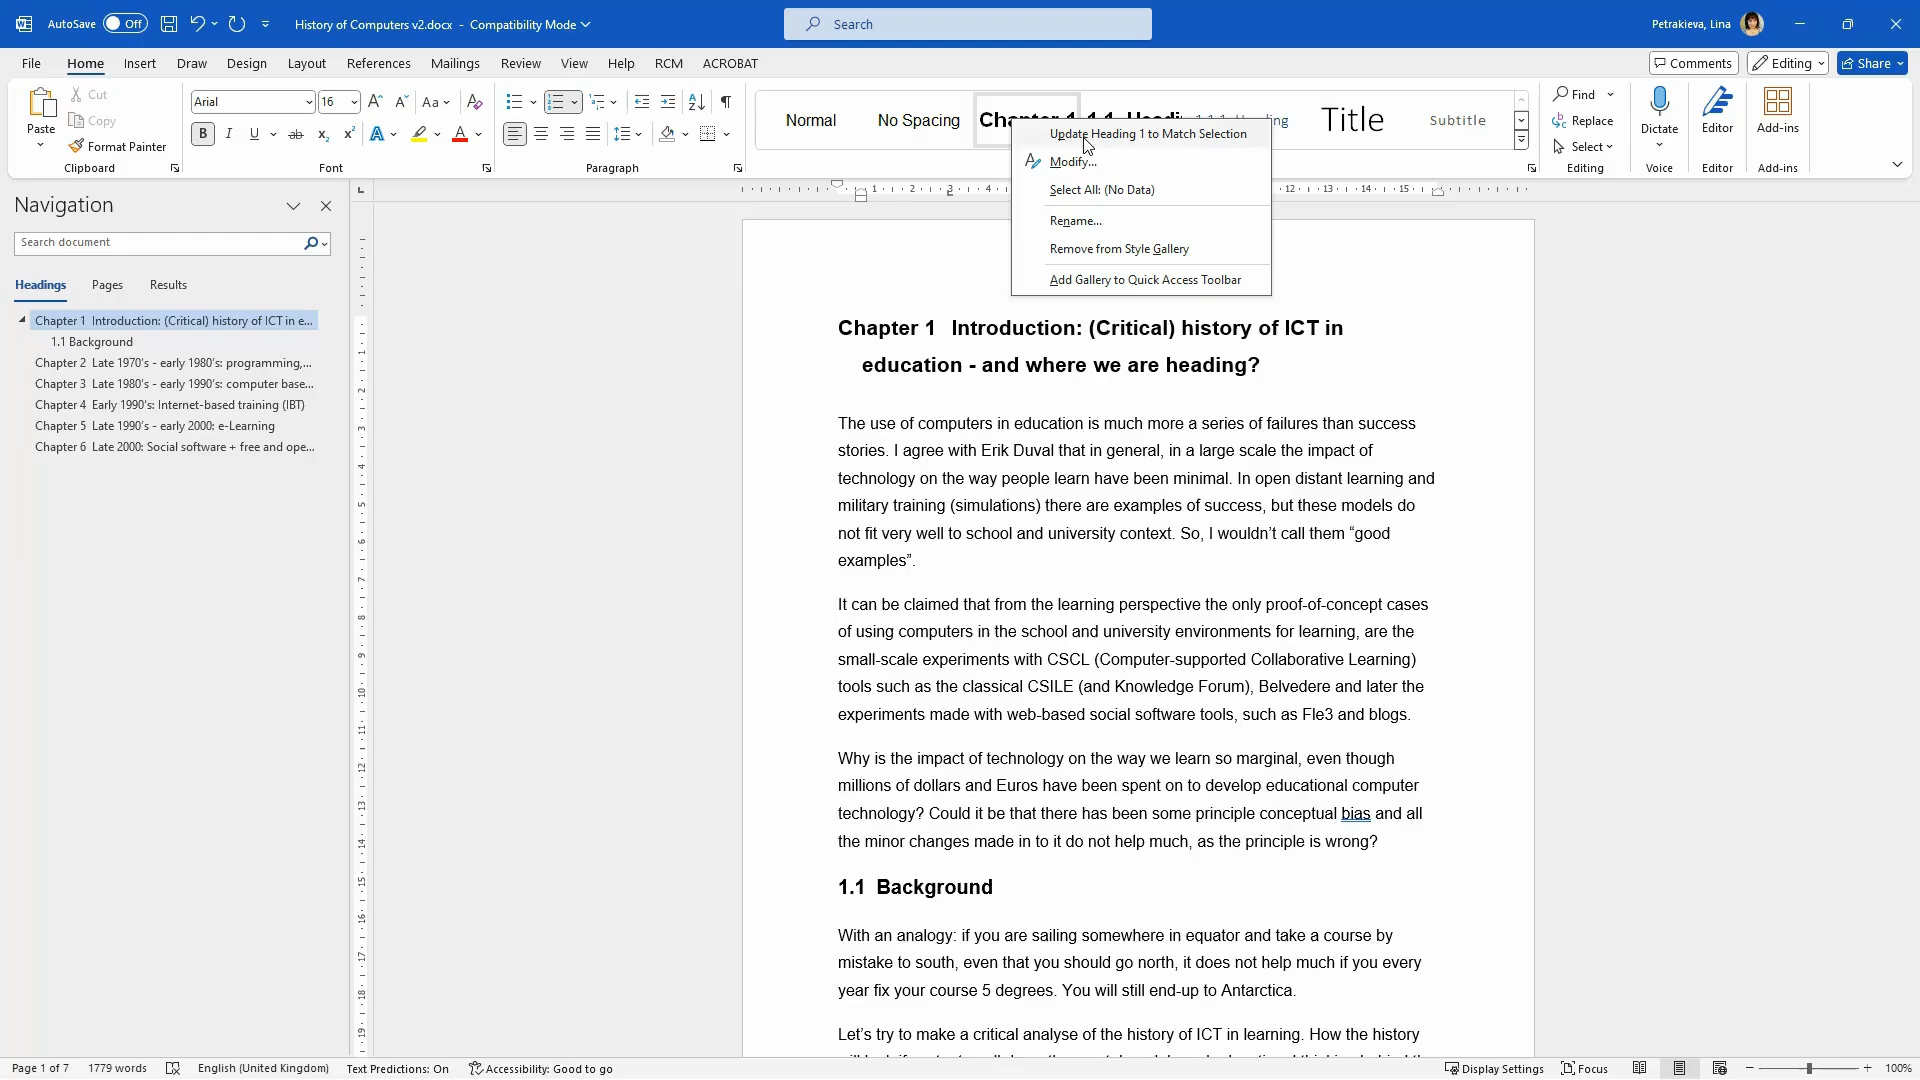 AutoSave Off History of Computers v2.docx - Compatibility Mode Search Petrakieva, Lina
File Home Insert Draw Design Layout References Mailings Review View Help RCM ACROBAT Comments Editing Share
Paste Cut Copy Format Painter Clipboard
Arial 16 Aa Font
Paragraph
Normal No Spacing Chapter 1 1.1 Heading Title Subtitle
Find Replace Select Editing
Dictate Voice
Editor Editor
Add-ins Add-ins
Update Heading 1 to Match Selection
Modify...
Select All: (No Data)
Rename...
Remove from Style Gallery
Add Gallery to Quick Access Toolbar
Navigation
Search document
Headings Pages Results
Chapter 1 Introduction: (Critical) history of ICT in e...
1.1 Background
Chapter 2 Late 1970's - early 1980's: programming,...
Chapter 3 Late 1980's - early 1990's: computer base...
Chapter 4 Early 1990's: Internet-based training (IBT)
Chapter 5 Late 1990's - early 2000: e-Learning
Chapter 6 Late 2000: Social software + free and ope...
Chapter 1 Introduction: (Critical) history of ICT in
education - and where we are heading?
The use of computers in education is much more a series of failures than success
stories. I agree with Erik Duval that in general, in a large scale the impact of
technology on the way people learn have been minimal. In open distant learning and
military training (simulations) there are examples of success, but these models do
not fit very well to school and university context. So, I wouldn't call them “good
examples”.
It can be claimed that from the learning perspective the only proof-of-concept cases
of using computers in the school and university environments for learning, are the
small-scale experiments with CSCL (Computer-supported Collaborative Learning)
tools such as the classical CSILE (and Knowledge Forum), Belvedere and later the
experiments made with web-based social software tools, such as Fle3 and blogs.
Why is the impact of technology on the way we learn so marginal, even though
millions of dollars and Euros have been spent on to develop educational computer
technology? Could it be that there has been some principle conceptual bias and all
the minor changes made in to it do not help much, as the principle is wrong?
1.1 Background
With an analogy: if you are sailing somewhere in equator and take a course by
mistake to south, even that you should go north, it does not help much if you every
year fix your course 5 degrees. You will still end-up to Antarctica.
Let's try to make a critical analyse of the history of ICT in learning. How the history
Page 1 of 7 1779 words English (United Kingdom) Text Predictions: On Accessibility: Good to go Display Settings Focus 100%